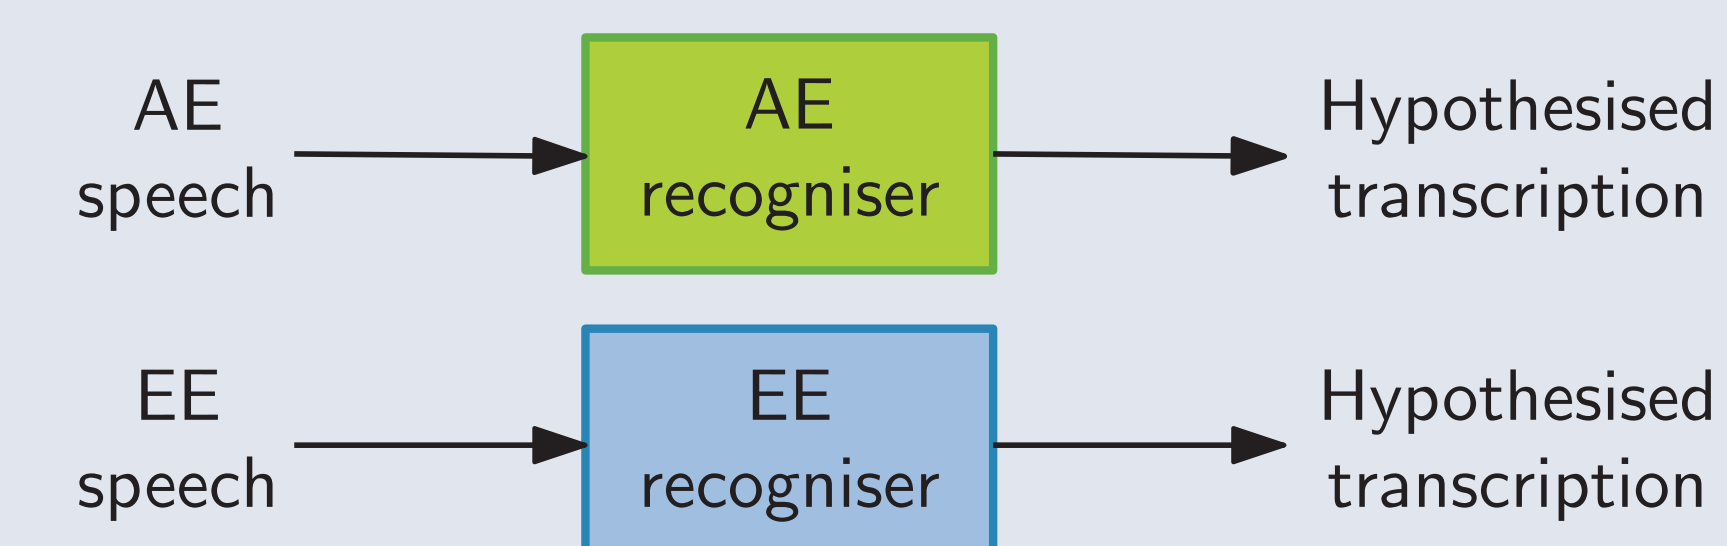 AE
speech
AE
recogniser
Hypothesised
transcription
EE
speech
EE
recogniser
Hypothesised
transcription